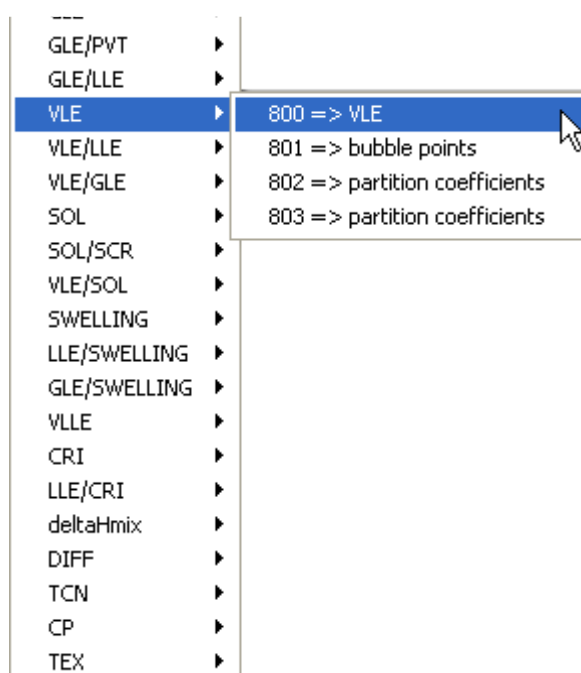 GLE/PVT
GLE/LLE
VLE
800 => VLE
VLE/LLE
801 => bubble points
VLE/GLE
802 => partition coefficients
SOL
803 => partition coefficients
SOL/SCR
VLE/SOL
SWELLING
LLE/SWELLING
GLE/SWELLING
VLLE
CRI
LLE/CRI
deltaHmix
DIFF
TCN
CP
TEX